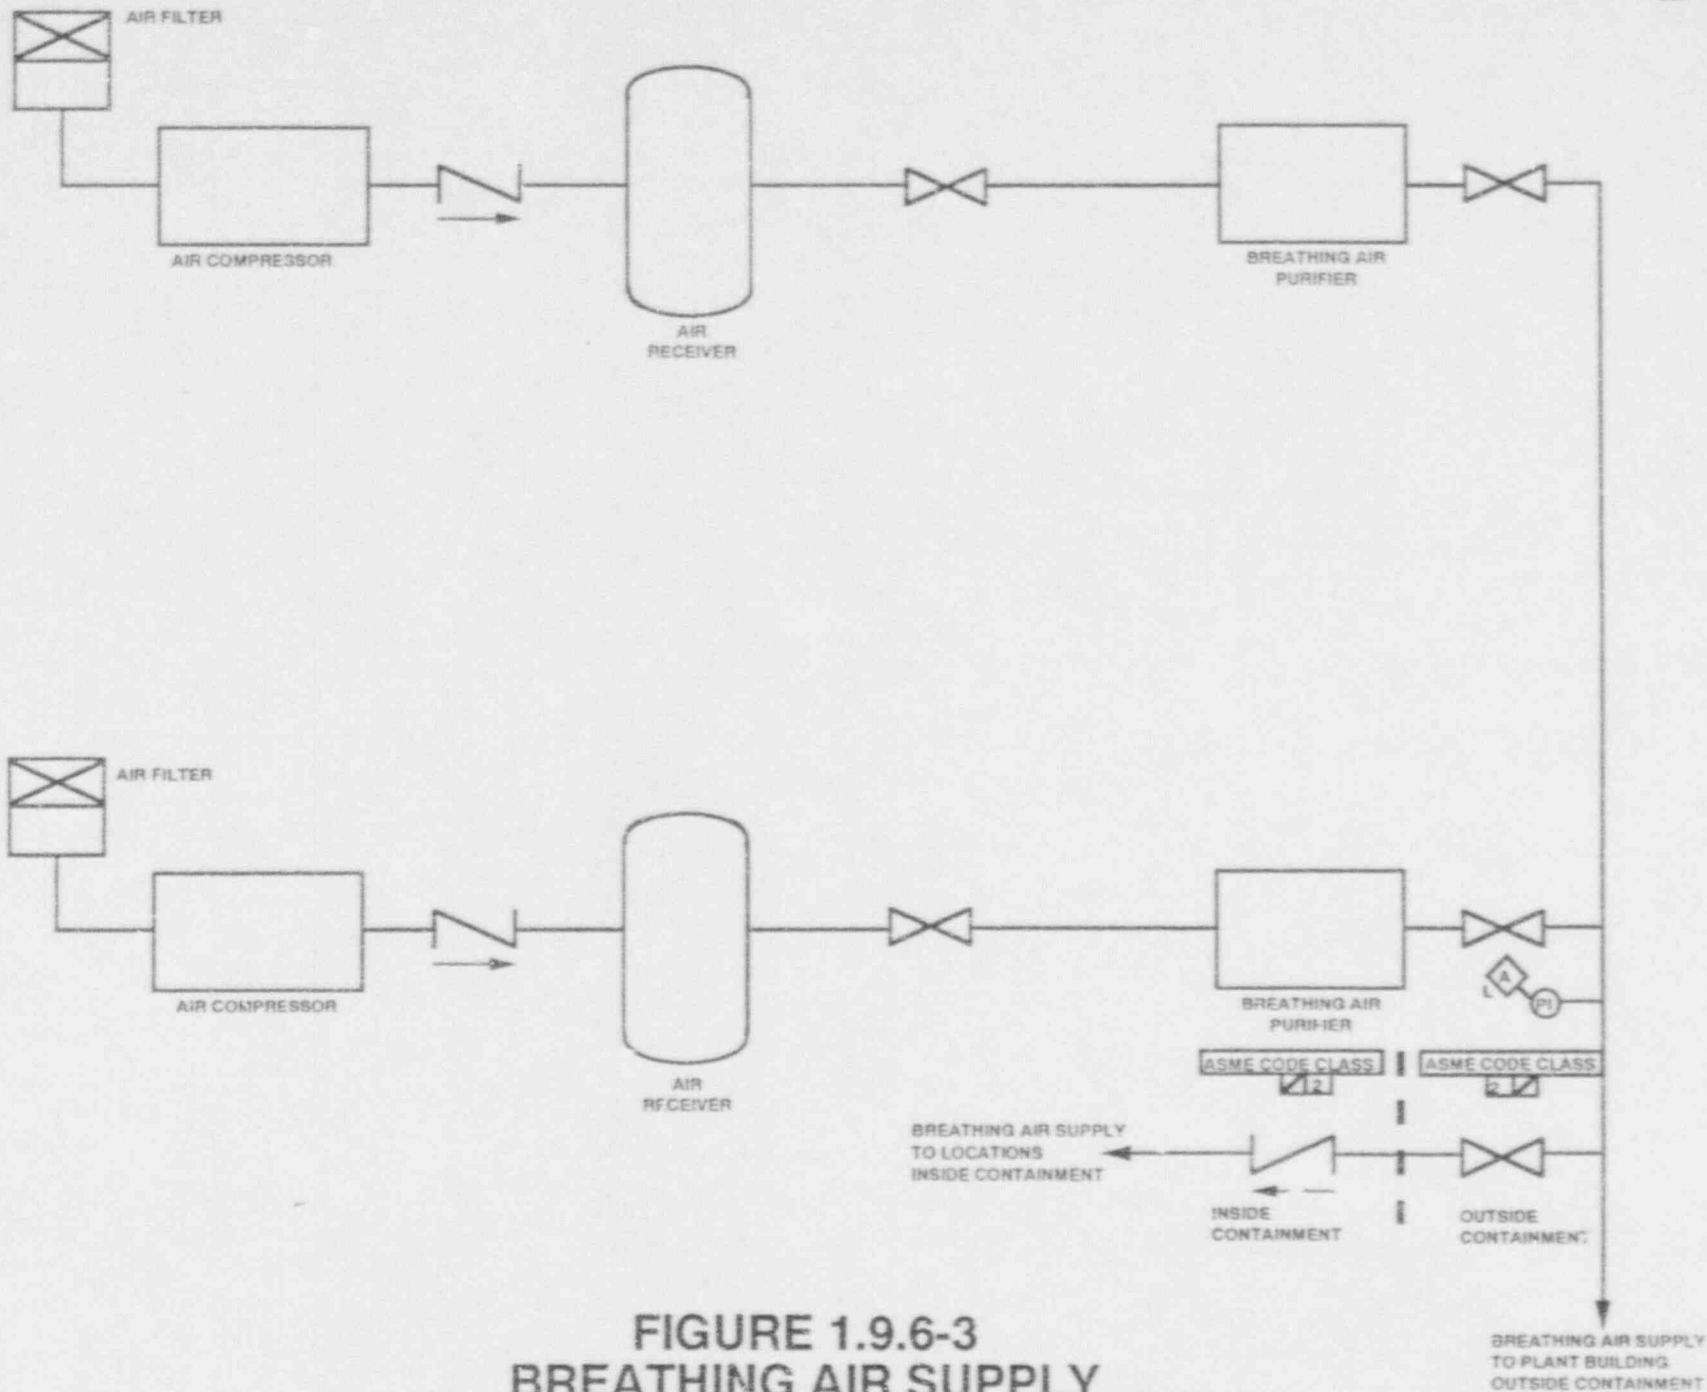 AIR FILTER
AIR COMPRESSOR
AIR
RECEIVER
BREATHING AIR
PURIFIER
AIR FILTER
AIR COMPRESSOR
AIR
RECEIVER
BREATHING AIR
PURIFIER
A
L
PI
ASME CODE CLASS
2
ASME CODE CLASS
2
BREATHING AIR SUPPLY
TO LOCATIONS
INSIDE CONTAINMENT
INSIDE
CONTAINMENT
OUTSIDE
CONTAINMENT
FIGURE 1.9.6-3
BREATHING AIR SUPPLY
BREATHING AIR SUPPLY
TO PLANT BUILDING
OUTSIDE CONTAINMENT